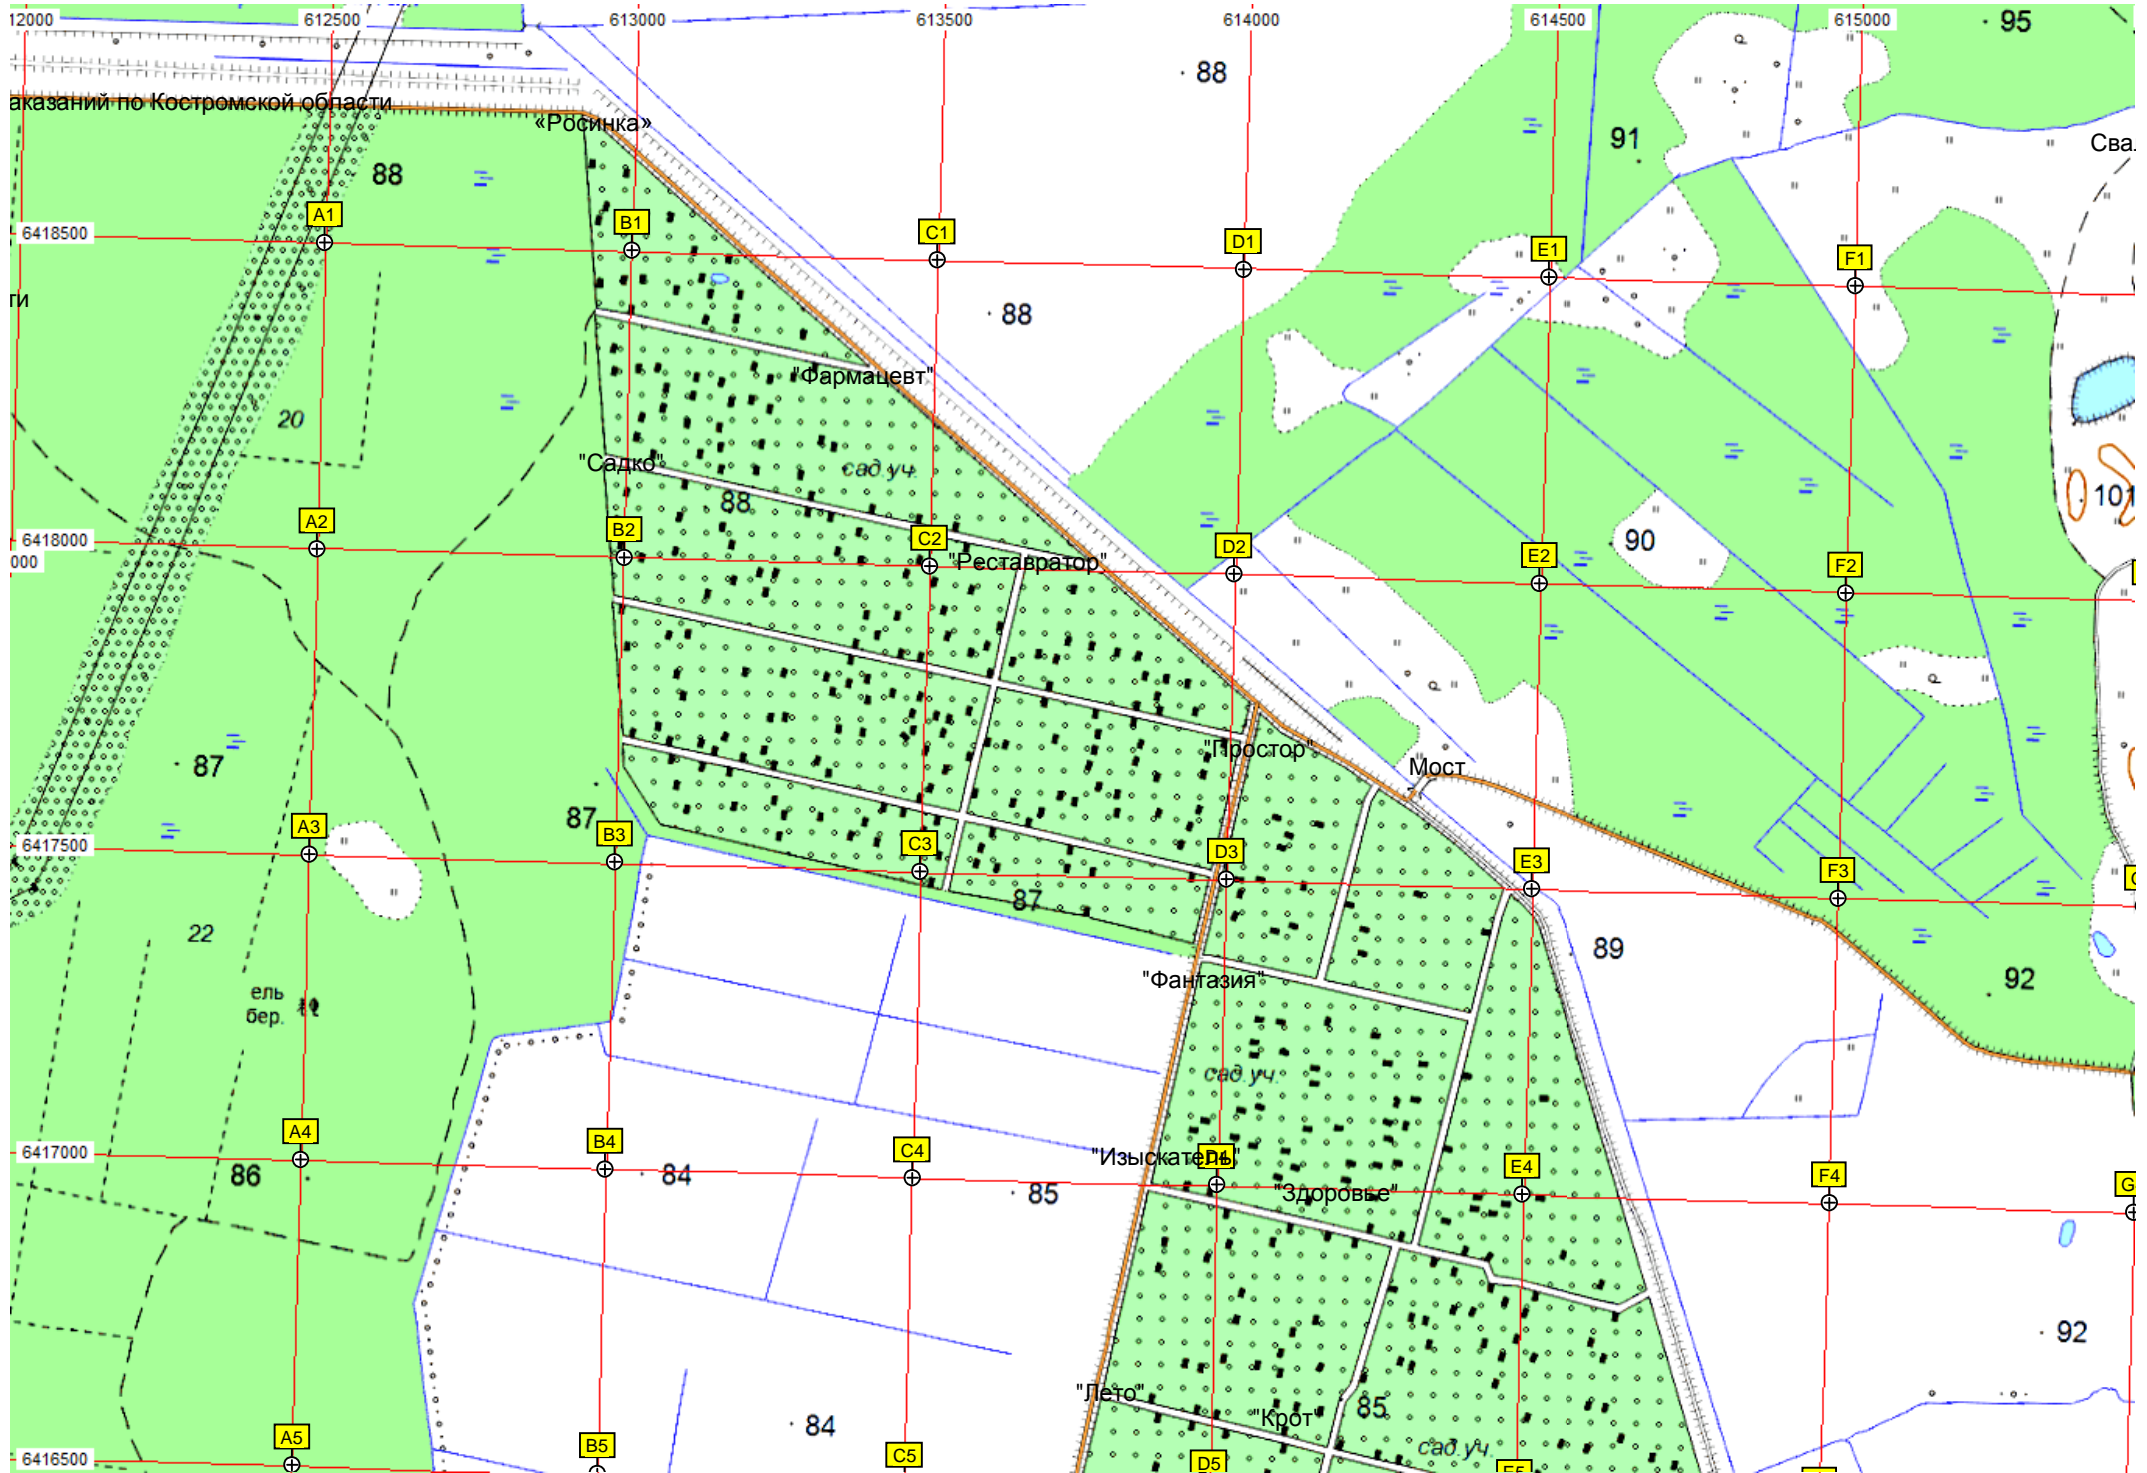 12000 612500 613000 613500 614000 614500 615000
95
88
аказаний по Костромской области
«Росинка»
91
Сва
88
A1
B1
C1
D1
E1
F1
6418500
ти
88
"Фармацевт"
20
"Садко"
сад.уч.
88
101
A2
B2
C2
D2
E2
F2
6418000
000
"Реставратор"
90
"Простор"
Мост
87
87
A3
B3
C3
D3
E3
F3
6417500
87
22
89
92
"Фантазия"
ель
бер.
сад.уч.
A4
B4
C4
D4
E4
F4
G
6417000
"Изыскатель"
86
84
85
"Здоровье"
92
"Лето"
"Крот"
85
84
сад.уч.
A5
B5
C5
D5
E5
6416500